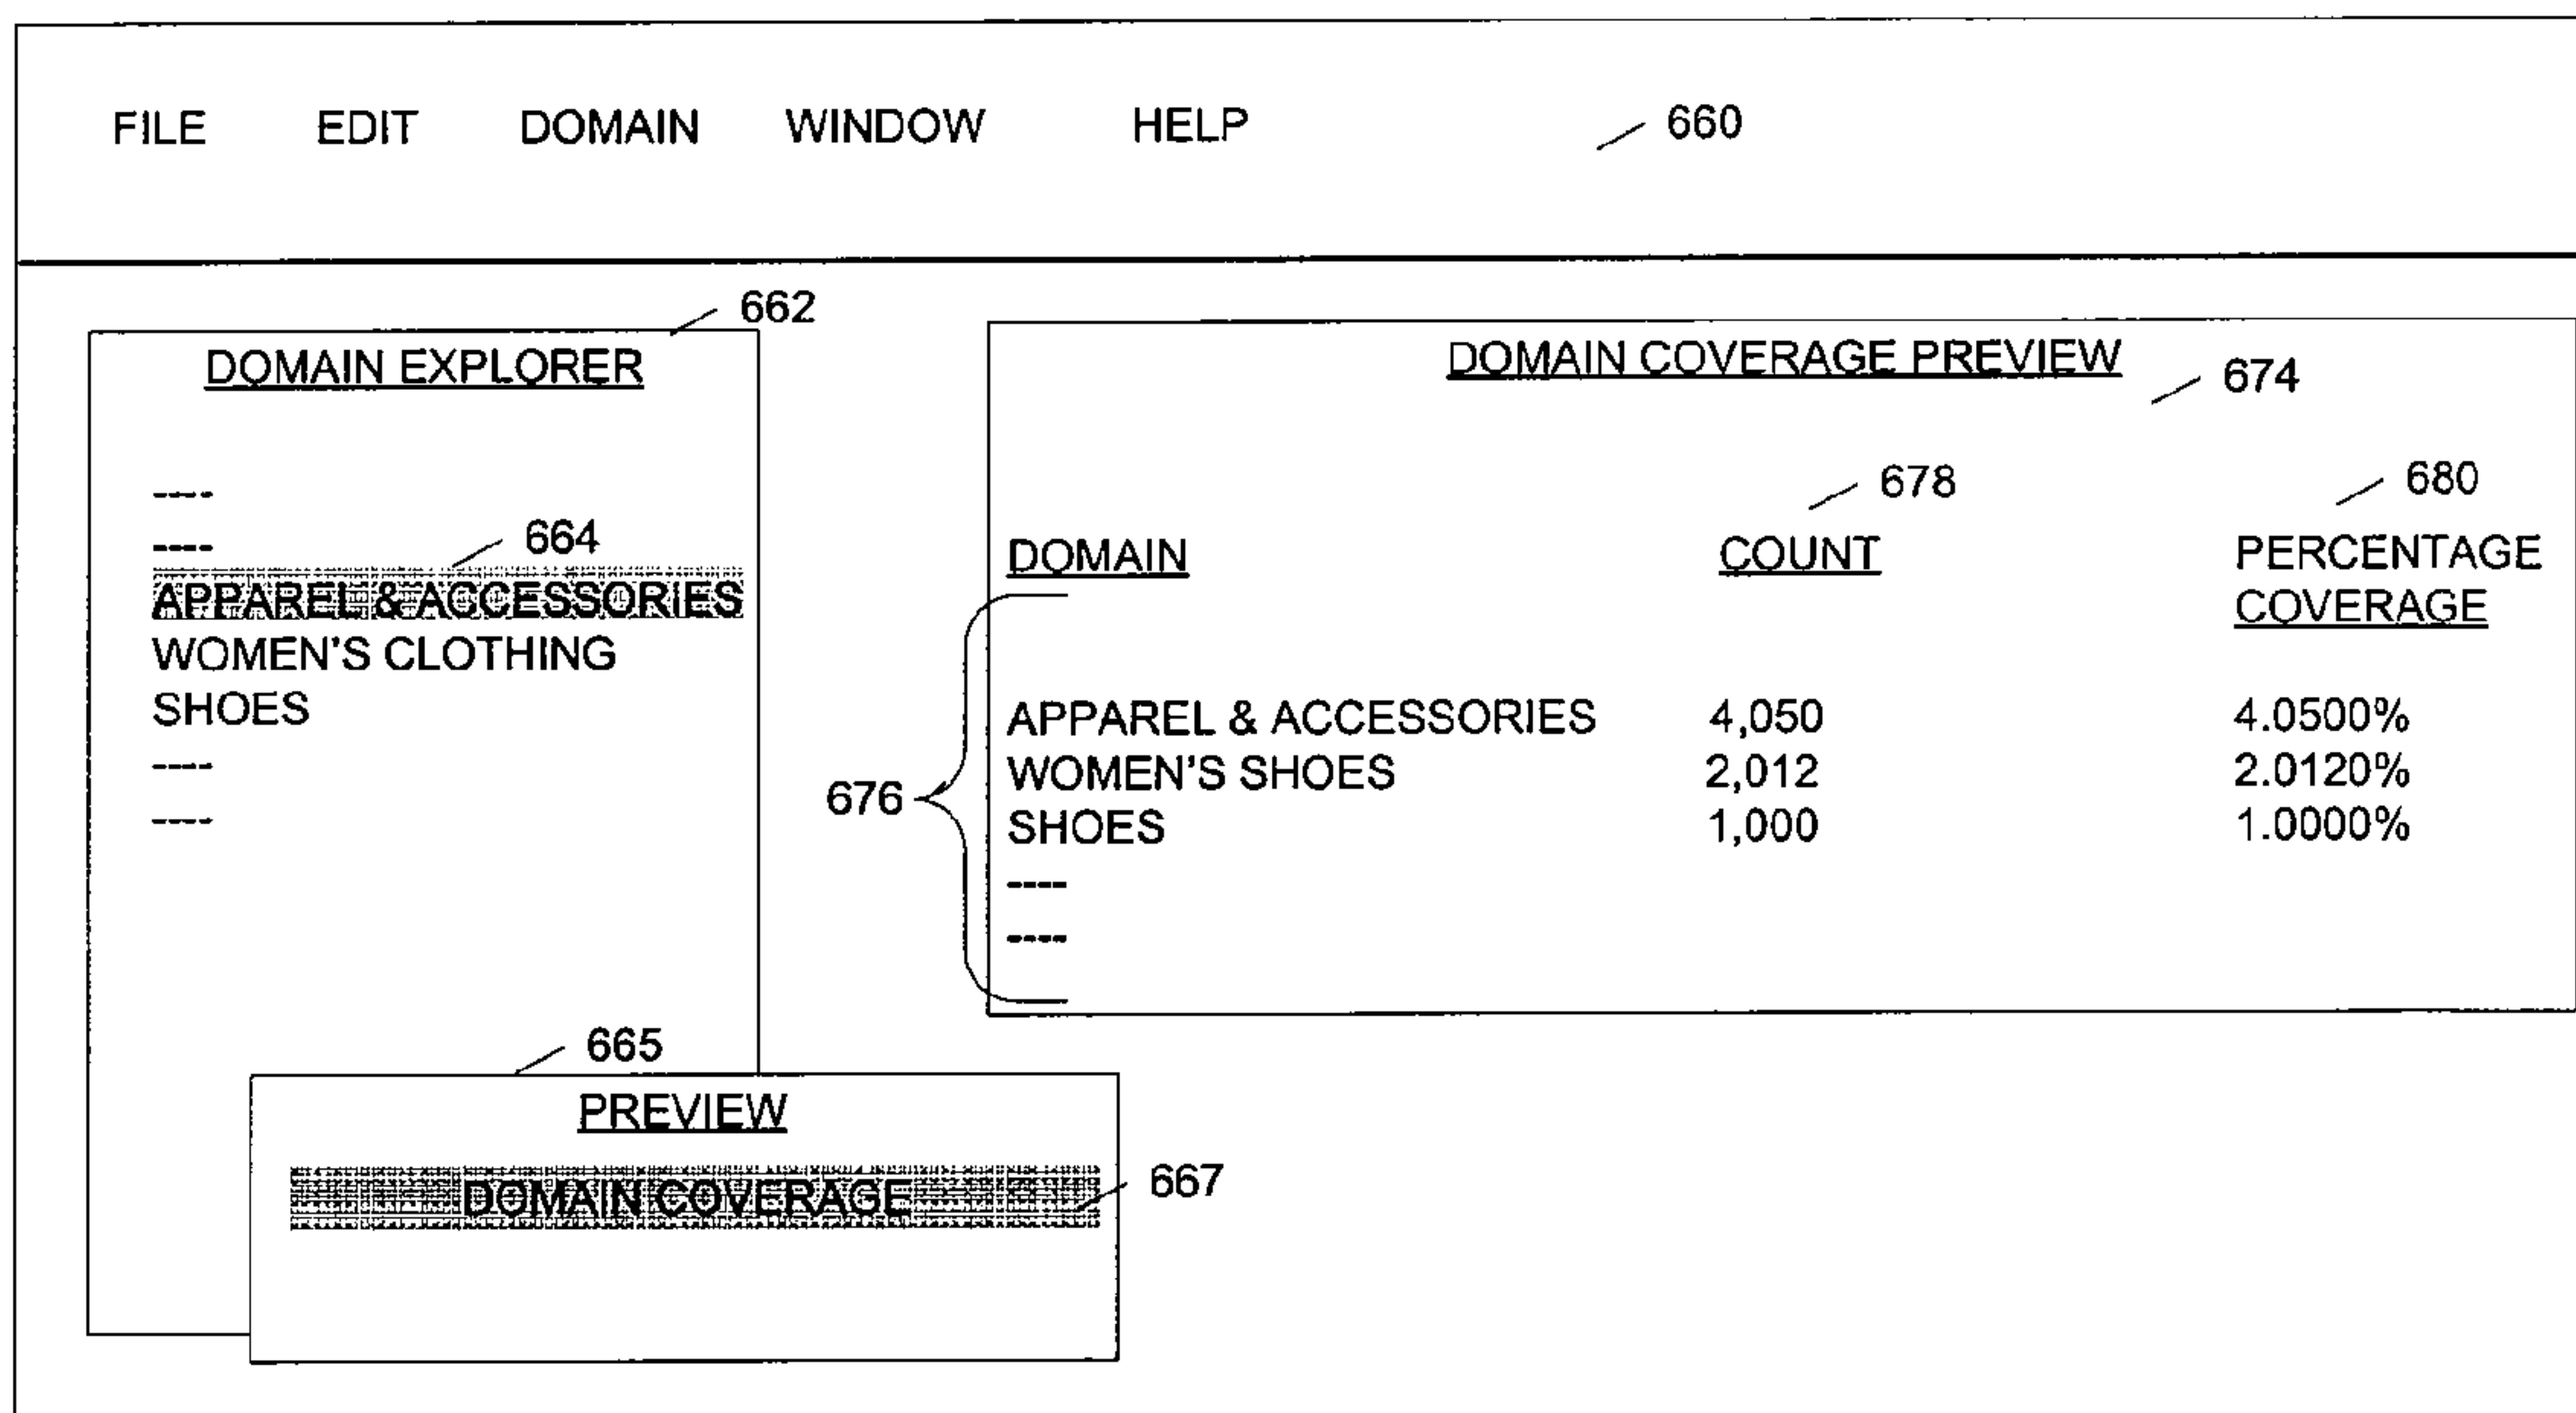 FILE EDIT DOMAIN WINDOW HELP 660
662
DOMAIN EXPLORER
----
----
664
APPAREL & ACCESSORIES
WOMEN'S CLOTHING
SHOES
----
----
DOMAIN COVERAGE PREVIEW
674
678 680
DOMAIN COUNT PERCENTAGE COVERAGE
APPAREL & ACCESSORIES 4,050 4.0500%
WOMEN'S SHOES 2,012 2.0120%
SHOES 1,000 1.0000%
----
----
676
665
PREVIEW
DOMAIN COVERAGE
667